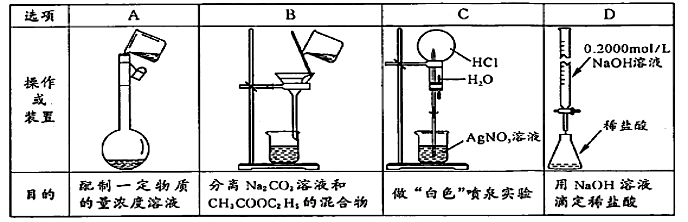 选项 A B C D
操作或装置
HCl
H₂O
AgNO₃溶液
0.2000mol/L
NaOH溶液
稀盐酸
目的
配制一定物质
的量浓度溶液
分离 Na₂CO₃溶液和
CH₃COOC₂H₅的混合物
做“白色”喷泉实验
用 NaOH 溶液
滴定稀盐酸